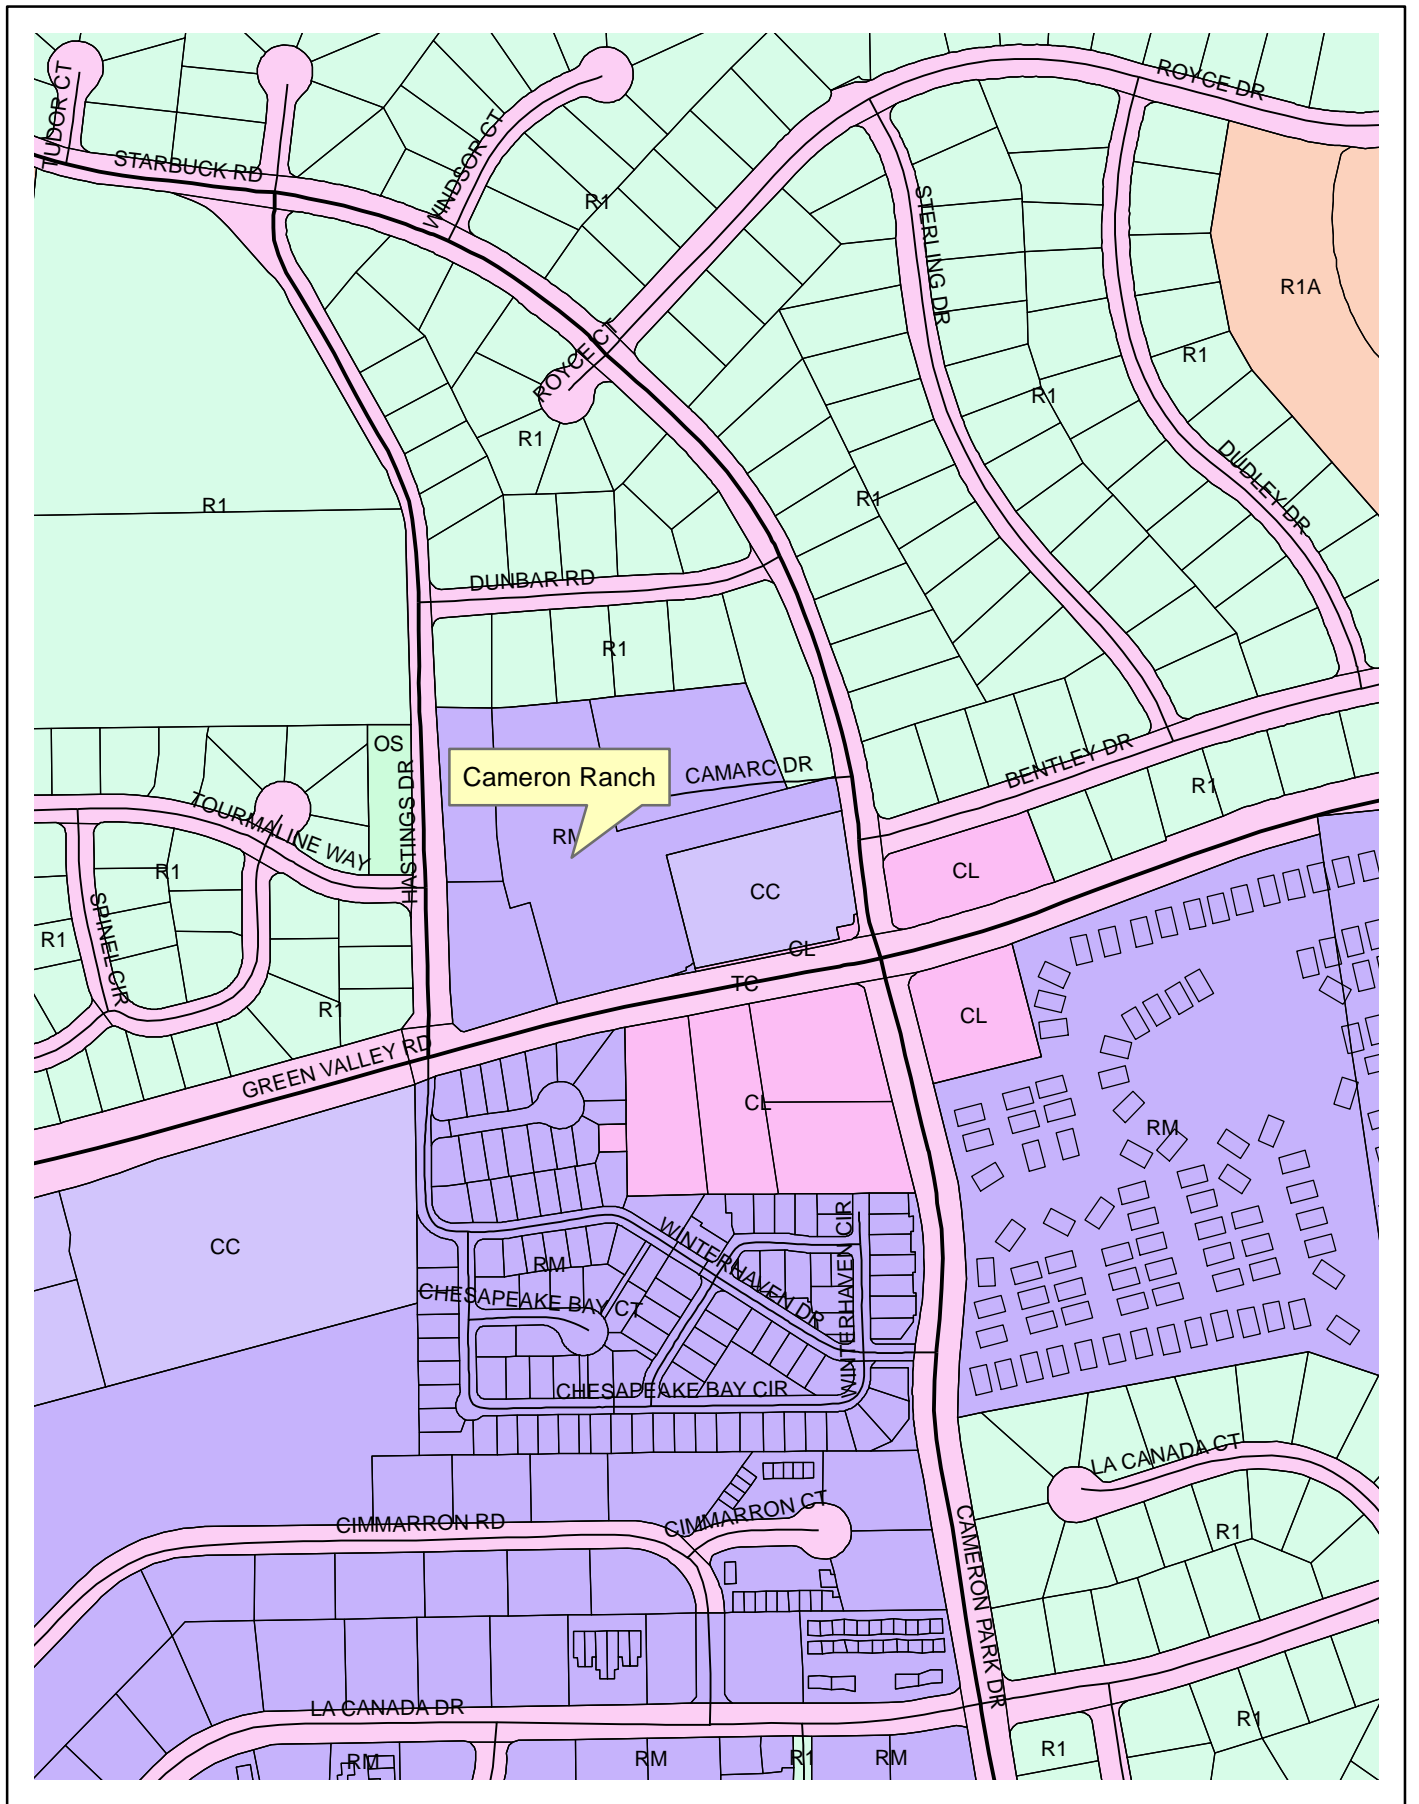 TUDOR CT
STARBUCK RD
WINDSOR CT
ROYCE DR
R1
STERLING DR
R1A
ROYCE CT
R1
R1
R1
R1
R1
DUDLEY DR
DUNBAR RD
R1
OS
HASTINGS DR
Cameron Ranch
CAMARC DR
BENTLEY DR
R1
TOURMALINE WAY
RM
R1
CC
CL
SPINEL CIR
R1
CL
TC
R1
CL
GREEN VALLEY RD
CL
RM
CC
WINTERHAVEN DR
WINTERHAVEN CIR
RM
CHESAPEAKE BAY CT
CHESAPEAKE BAY CIR
LA CANADA CT
CIMMARRON RD
CIMMARRON CT
R1
CAMERON PARK DR
LA CANADA DR
R1
RM
RM
R1
RM
R1